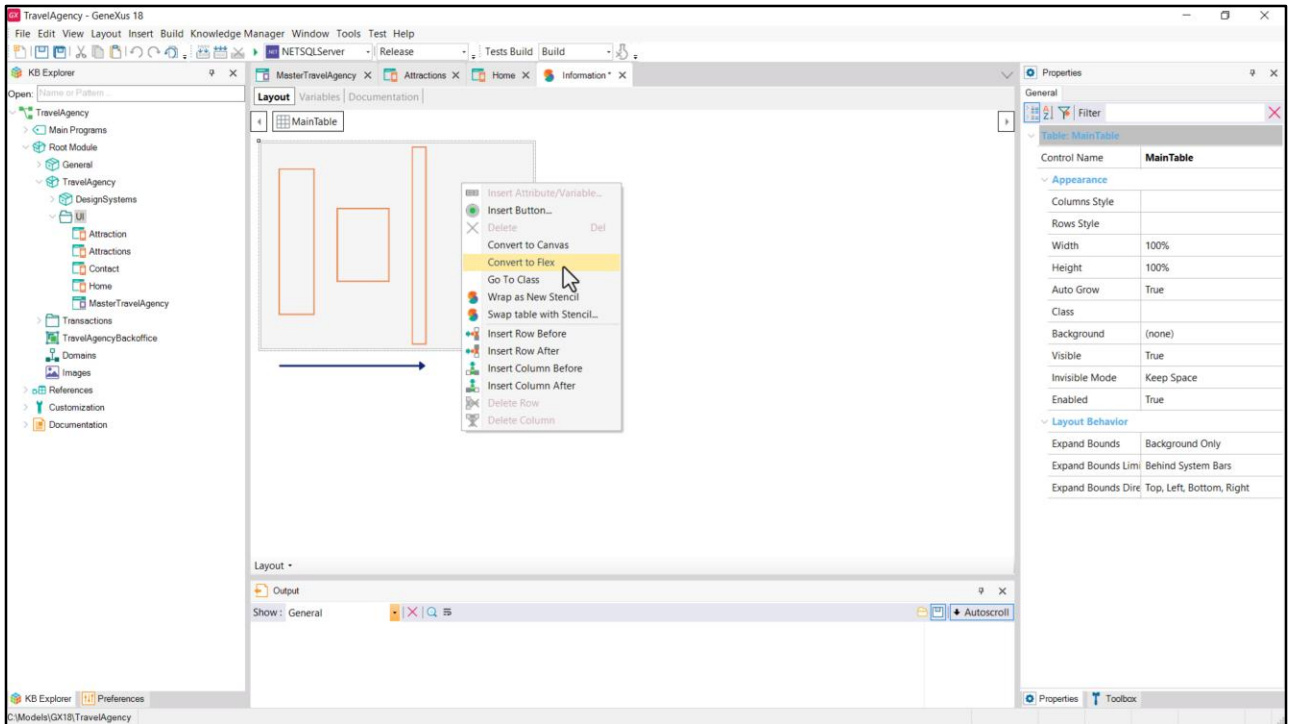 GX TravelAgency - GeneXus 18
File Edit View Layout Insert Build Knowledge Manager Window Tools Test Help
.NET NETSQLServer Release Tests Build Build
KB Explorer
Open: Name or Pattern...
TravelAgency
Main Programs
Root Module
General
TravelAgency
DesignSystems
UI
Attraction
Attractions
Contact
Home
MasterTravelAgency
Transactions
TravelAgencyBackoffice
Domains
Images
References
Customization
Documentation
KB Explorer Preferences
C:\Models\GX18\TravelAgency
MasterTravelAgency X Attractions X Home X Information * X
Layout Variables Documentation
MainTable
Insert Attribute/Variable...
Insert Button...
Delete Del
Convert to Canvas
Convert to Flex
Go To Class
Wrap as New Stencil
Swap table with Stencil...
Insert Row Before
Insert Row After
Insert Column Before
Insert Column After
Delete Row
Delete Column
Layout
Output
Show: General Autoscroll
Properties
General
Filter
Table: MainTable
Control Name MainTable
Appearance
Columns Style
Rows Style
Width 100%
Height 100%
Auto Grow True
Class
Background (none)
Visible True
Invisible Mode Keep Space
Enabled True
Layout Behavior
Expand Bounds Background Only
Expand Bounds Limi Behind System Bars
Expand Bounds Dire Top, Left, Bottom, Right
Properties Toolbox